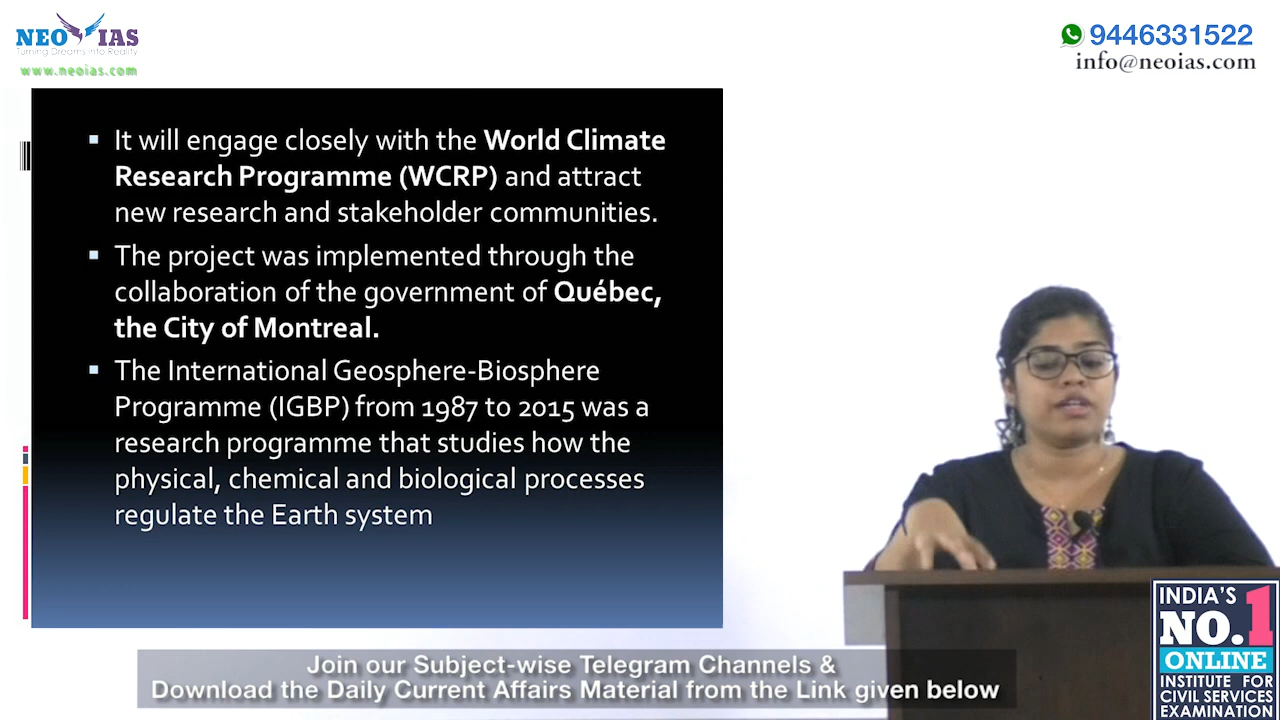 NEO IAS
Turning Dreams into Reality
www.neoias.com
9446331522
info@neoias.com
It will engage closely with the World Climate
Research Programme (WCRP) and attract
new research and stakeholder communities.
The project was implemented through the
collaboration of the government of Québec,
the City of Montreal.
The International Geosphere-Biosphere
Programme (IGBP) from 1987 to 2015 was a
research programme that studies how the
physical, chemical and biological processes
regulate the Earth system
INDIA'S
NO.1
ONLINE
INSTITUTE FOR
CIVIL SERVICES
EXAMINATION
Join our Subject-wise Telegram Channels &
Download the Daily Current Affairs Material from the Link given below